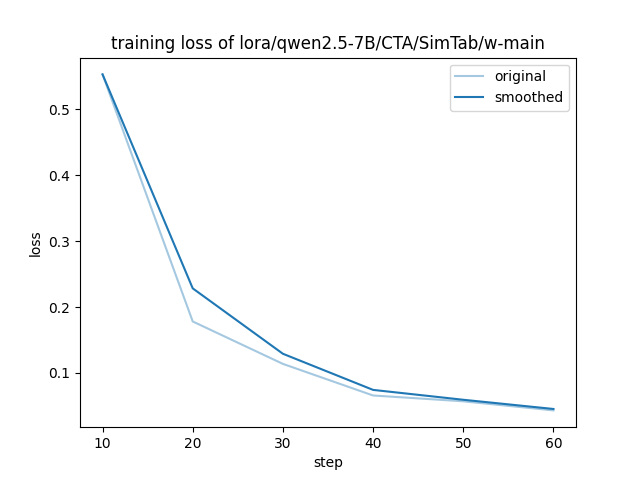 training loss of lora/qwen2.5-7B/CTA/SimTab/w-main
original
smoothed
loss
0.5
0.4
0.3
0.2
0.1
10 20 30 40 50 60
step